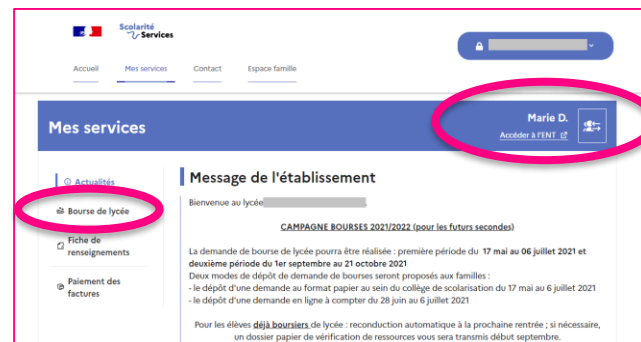 Scolarité
Services
Accueil Mes services Contact Espace famille
Mes services
Marie D.
Accéder à l'ENT
Actualités
Bourse de lycée
Fiche de
renseignements
Paiement des
factures
Message de l'établissement
Bienvenue au lycée
CAMPAGNE BOURSES 2021/2022 (pour les futurs secondes)
La demande de bourse de lycée pourra être réalisée : première période du 17 mai au 06 juillet 2021 et
deuxième période du 1er septembre au 21 octobre 2021
Deux modes de dépôt de demande de bourses seront proposés aux familles :
- le dépôt d'une demande au format papier au sein du collège de scolarisation du 17 mai au 6 juillet 2021
- le dépôt d'une demande en ligne à compter du 28 juin au 6 juillet 2021
Pour les élèves déjà boursiers de lycée : reconduction automatique à la prochaine rentrée ; si nécessaire,
un dossier papier de vérification de ressources vous sera transmis début septembre.